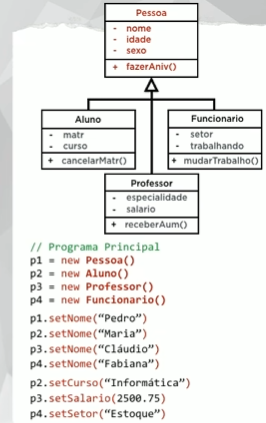 Pessoa
- nome
- idade
- sexo
+ fazerAniv()
Aluno
- matr
- curso
+ cancelarMatr()
Funcionario
- setor
- trabalhando
+ mudarTrabalho()
Professor
- especialidade
- salario
+ receberAum()
// Programa Principal
p1 = new Pessoa()
p2 = new Aluno()
p3 = new Professor()
p4 = new Funcionario()
p1.setNome("Pedro")
p2.setNome("Maria")
p3.setNome("Cláudio")
p4.setNome("Fabiana")
p2.setCurso("Informática")
p3.setSalario(2500.75)
p4.setSetor("Estoque")